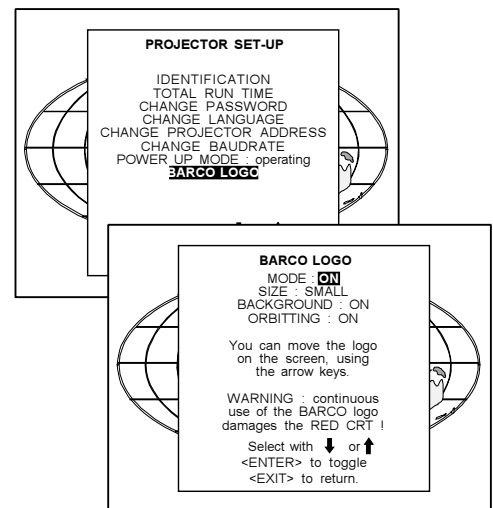 PROJECTOR SET-UP
IDENTIFICATION
TOTAL RUN TIME
CHANGE PASSWORD
CHANGE LANGUAGE
CHANGE PROJECTOR ADDRESS
CHANGE BAUDRATE
POWER UP MODE : operating
BARCO LOGO
BARCO LOGO
MODE : ON
SIZE : SMALL
BACKGROUND : ON
ORBITTING : ON
You can move the logo
on the screen, using
the arrow keys.
WARNING : continuous
use of the BARCO logo
damages the RED CRT !
Select with ⬇ or ⬆
<ENTER> to toggle
<EXIT> to return.